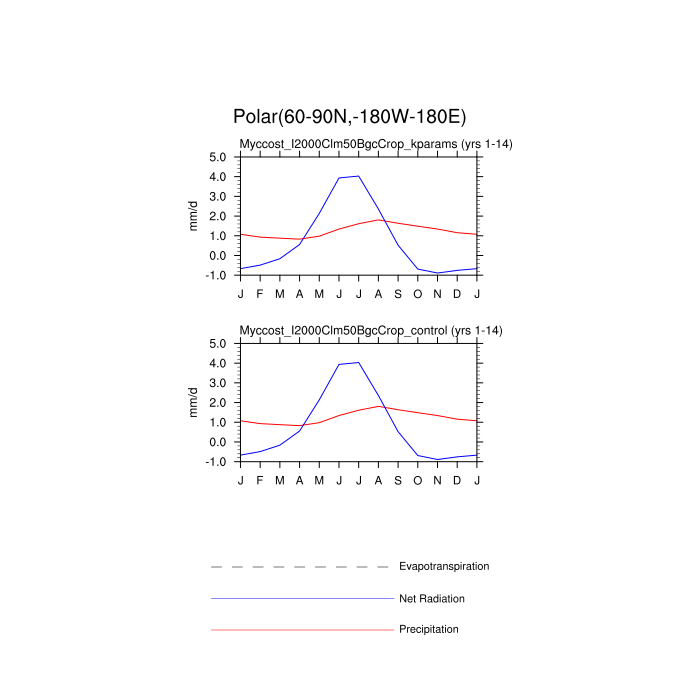 Polar(60-90N,-180W-180E)
Myccost_I2000Clm50BgcCrop_kparams (yrs 1-14)
5.0
4.0
3.0
2.0
1.0
0.0
-1.0
mm/d
J F M A M J J A S O N D J
Myccost_I2000Clm50BgcCrop_control (yrs 1-14)
5.0
4.0
3.0
2.0
1.0
0.0
-1.0
mm/d
J F M A M J J A S O N D J
Evapotranspiration
Net Radiation
Precipitation